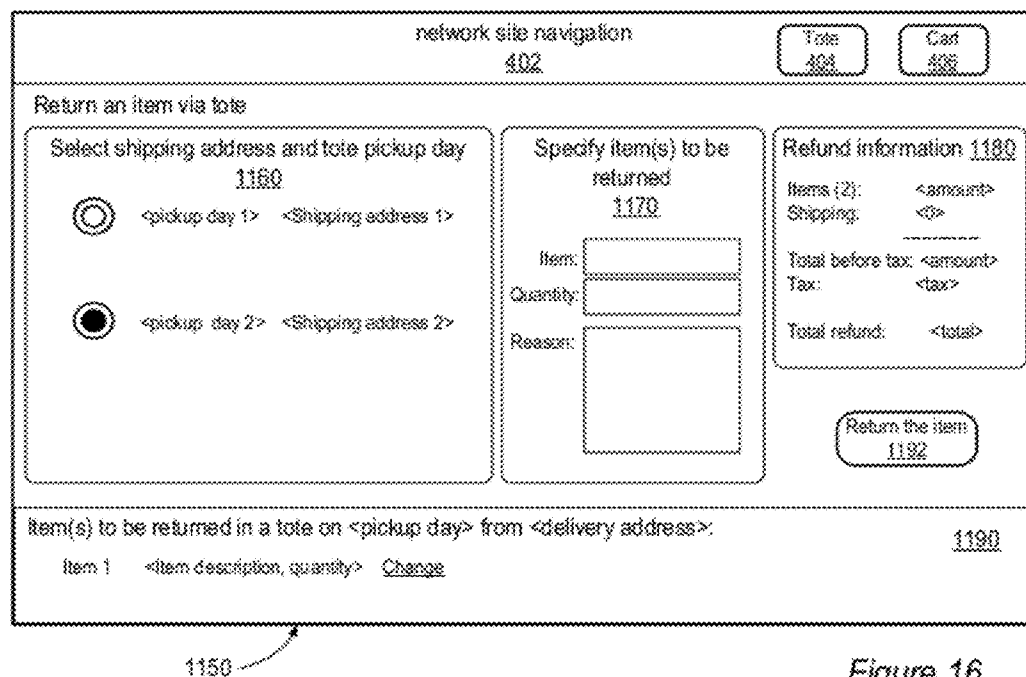 network site navigation
402
Tote
404
Cart
406
Return an item via tote
Select shipping address and tote pickup day
1160
<pickup day 1> <Shipping address 1>
<pickup day 2> <Shipping address 2>
Specify item(s) to be
returned
1170
Item:
Quantity:
Reason:
Refund information 1180
Items (2): <amount>
Shipping: <0>
Total before tax: <amount>
Tax: <tax>
Total refund: <total>
Return the item
1192
Item(s) to be returned in a tote on <pickup day> from <delivery address>:
1190
Item 1 <Item description, quantity> Change
1150
Figure 16